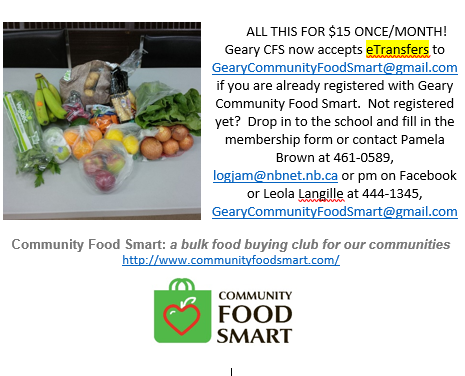 ALL THIS FOR $15 ONCE/MONTH!
Geary CFS now accepts eTransfers to
GearyCommunityFoodSmart@gmail.com
if you are already registered with Geary
Community Food Smart.  Not registered
yet?  Drop in to the school and fill in the
membership form or contact Pamela
Brown at 461-0589,
logjam@nbnet.nb.ca or pm on Facebook
or Leola Langille at 444-1345,
GearyCommunityFoodSmart@gmail.com
Community Food Smart: a bulk food buying club for our communities
http://www.communityfoodsmart.com/
COMMUNITY
FOOD
SMART